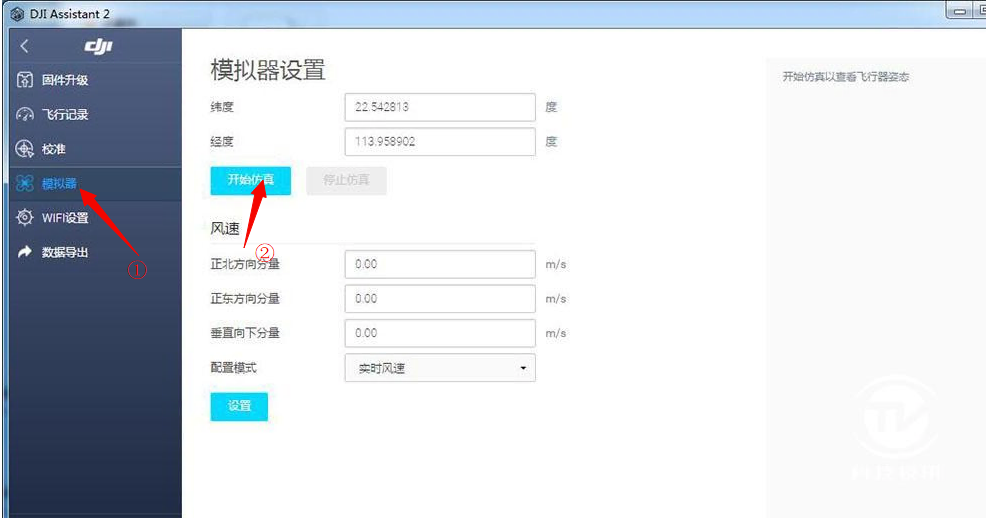 DJI Assistant 2
dji
固件升级
飞行记录
校准
模拟器
WIFI设置
数据导出
①
模拟器设置
纬度 22.542813 度
经度 113.958902 度
开始仿真 停止仿真
风速
②
正北方向分量 0.00 m/s
正东方向分量 0.00 m/s
垂直向下分量 0.00 m/s
配置模式 实时风速
设置
开始仿真以查看飞行器姿态